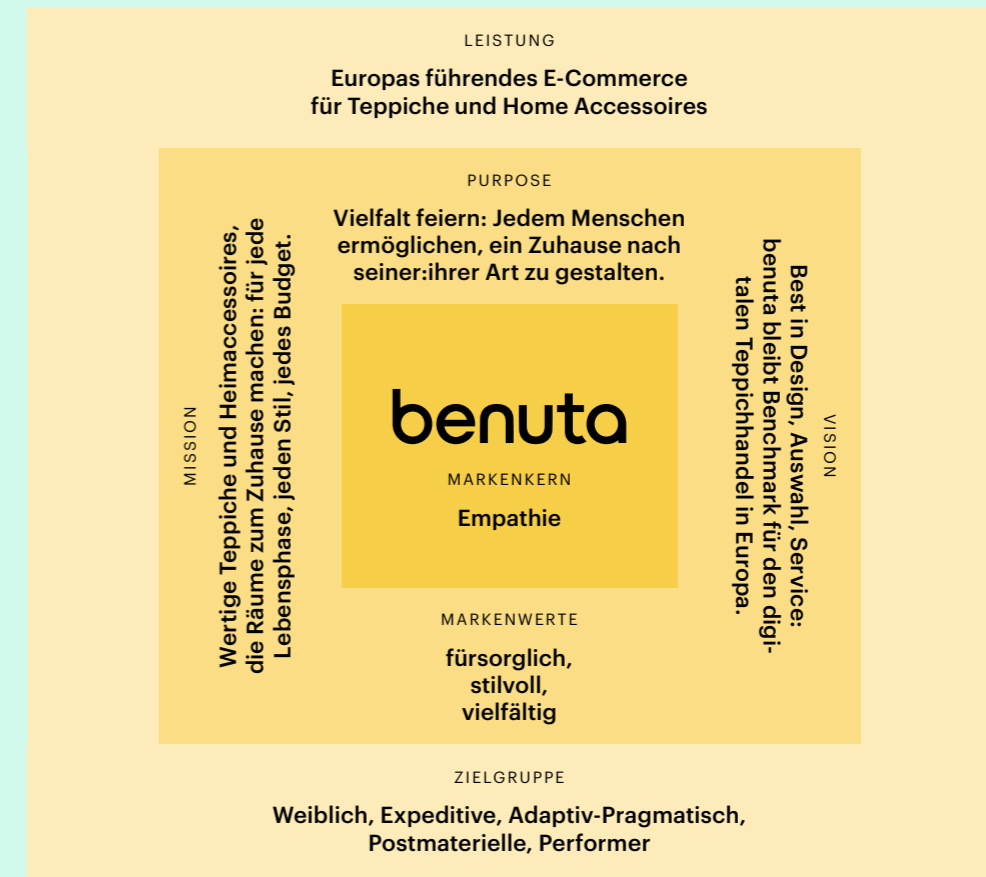 LEISTUNG
Europas führendes E-Commerce
für Teppiche und Home Accessoires
PURPOSE
Vielfalt feiern: Jedem Menschen
ermöglichen, ein Zuhause nach
seiner:ihrer Art zu gestalten.
MISSION
Wertige Teppiche und Heimaccessoires,
die Räume zum Zuhause machen: für jede
Lebensphase, jeden Stil, jedes Budget.
benuta
MARKENKERN
Empathie
VISION
Best in Design, Auswahl, Service:
benuta bleibt Benchmark für den digi-
talen Teppichhandel in Europa.
MARKENWERTE
fürsorglich,
stilvoll,
vielfältig
ZIELGRUPPE
Weiblich, Expeditive, Adaptiv-Pragmatisch,
Postmaterielle, Performer